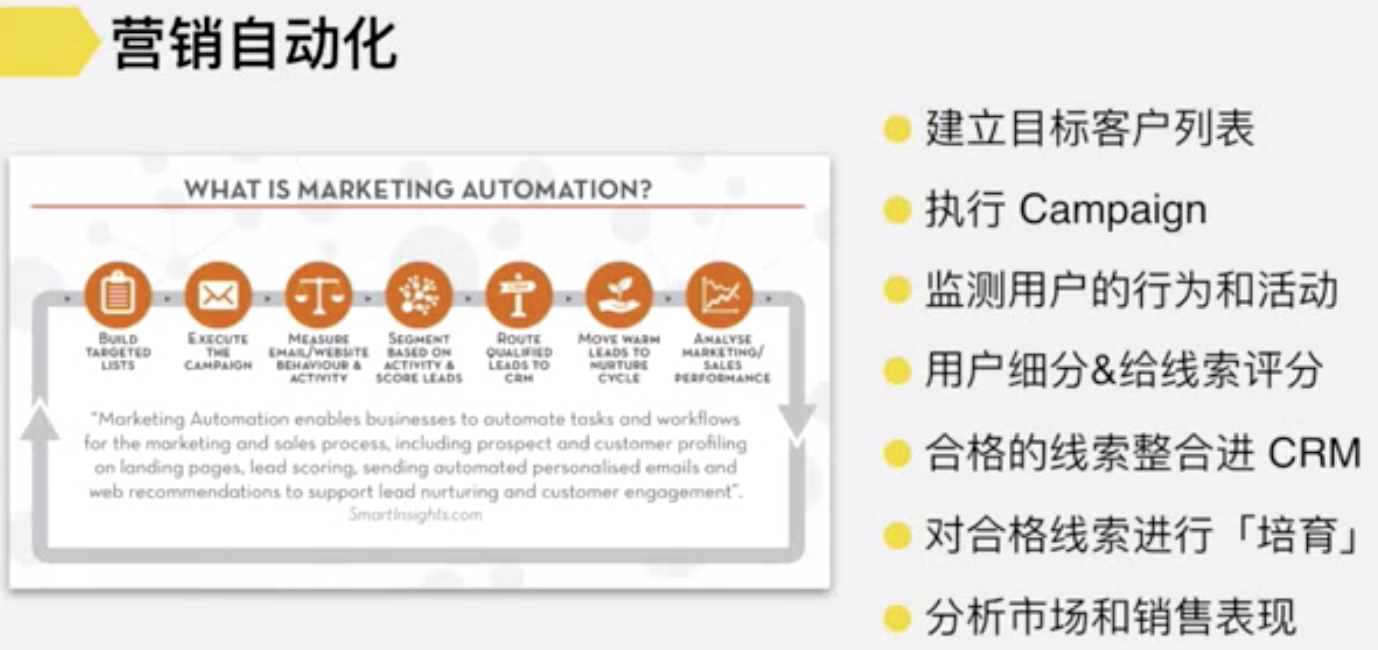 营销自动化
WHAT IS MARKETING AUTOMATION?
BUILD
TARGETED
LISTS
EXECUTE
THE
CAMPAIGN
MEASURE
EMAIL/WEBSITE
BEHAVIOUR &
ACTIVITY
SEGMENT
BASED ON
ACTIVITY &
SCORE LEADS
ROUTE
QUALIFIED
LEADS TO
CRM
MOVE WARM
LEADS TO
NURTURE
CYCLE
ANALYSE
MARKETING/
SALES
PERFORMANCE
"Marketing Automation enables businesses to automate tasks and workflows
for the marketing and sales process, including prospect and customer profiling
on landing pages, lead scoring, sending automated personalised emails and
web recommendations to support lead nurturing and customer engagement".
SmartInsights.com
建立目标客户列表
执行 Campaign
监测用户的行为和活动
用户细分&给线索评分
合格的线索整合进 CRM
对合格线索进行「培育」
分析市场和销售表现